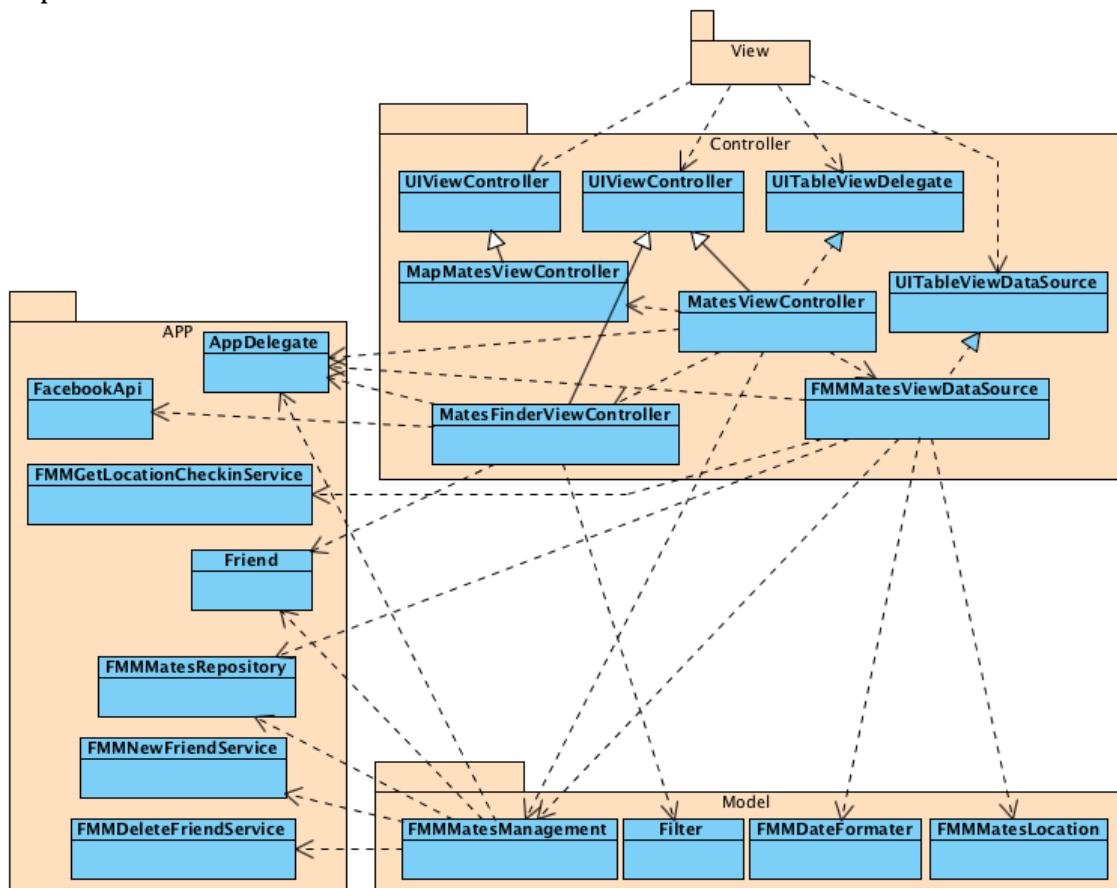 View
Controller
UIViewController
UIViewController
UITableViewDelegate
MapMatesViewController
MatesViewController
UITableViewDataSource
APP
AppDelegate
FacebookApi
MatesFinderViewController
FMMMatesViewDataSource
FMMGetLocationCheckinService
Friend
FMMMatesRepository
FMMNewFriendService
FMMDeleteFriendService
Model
FMMMatesManagement
Filter
FMMDateFormater
FMMMatesLocation